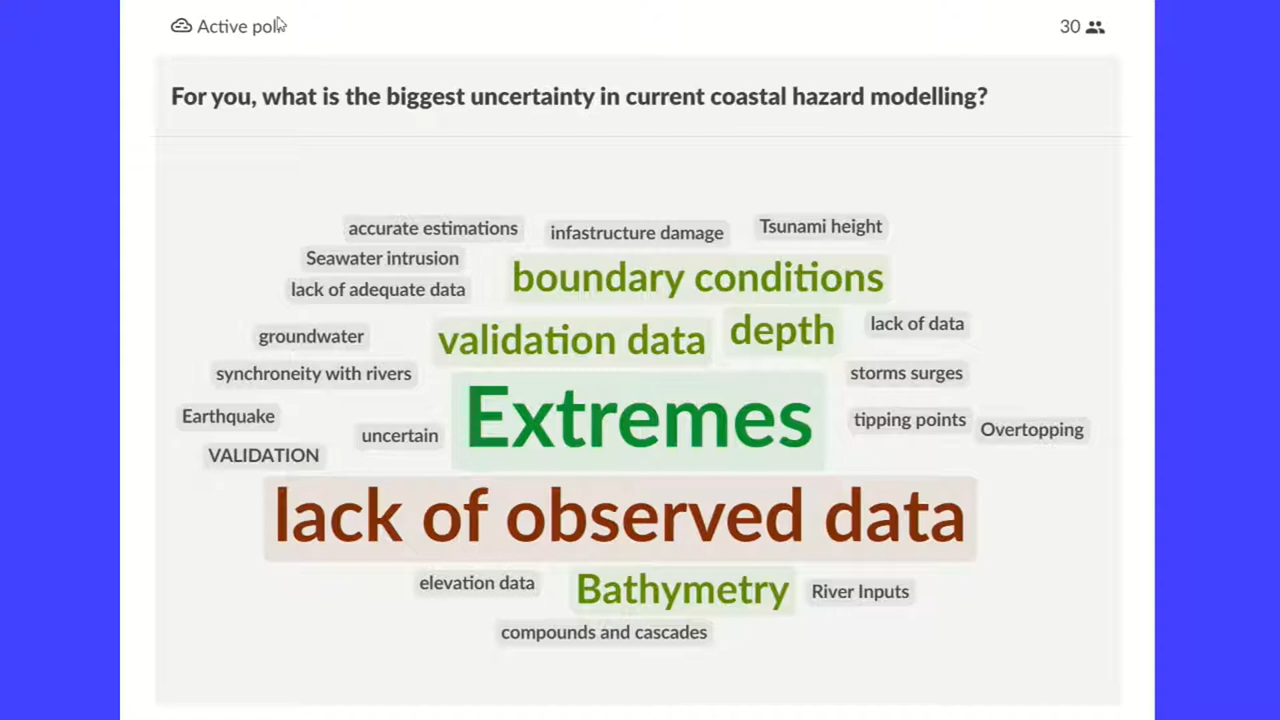 Active poll
30
For you, what is the biggest uncertainty in current coastal hazard modelling?
accurate estimations
infastructure damage
Tsunami height
Seawater intrusion
boundary conditions
lack of adequate data
groundwater
validation data
depth
lack of data
synchroneity with rivers
storms surges
Earthquake
uncertain
Extremes
tipping points
Overtopping
VALIDATION
lack of observed data
elevation data
Bathymetry
River Inputs
compounds and cascades